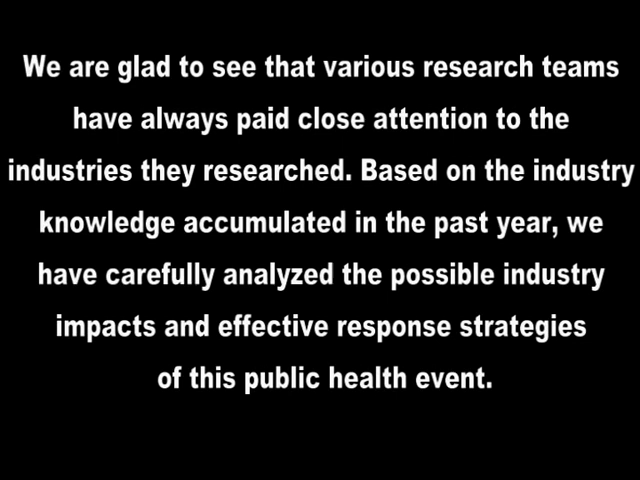 We are glad to see that various research teams
have always paid close attention to the
industries they researched. Based on the industry
knowledge accumulated in the past year, we
have carefully analyzed the possible industry
impacts and effective response strategies
of this public health event.